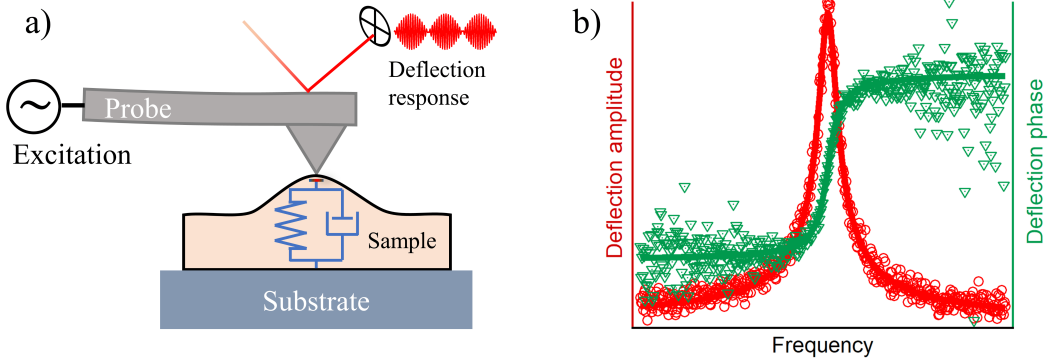 a)
Probe
Excitation
Deflection
response
Sample
Substrate
b)
Deflection amplitude
Deflection phase
Frequency